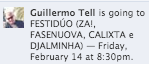 Guillermo Tell is going to
FESTIDÚO (ZA!,
FASENUOVA, CALIXTA e
DJALMINHA) — Friday,
February 14 at 8:30pm.